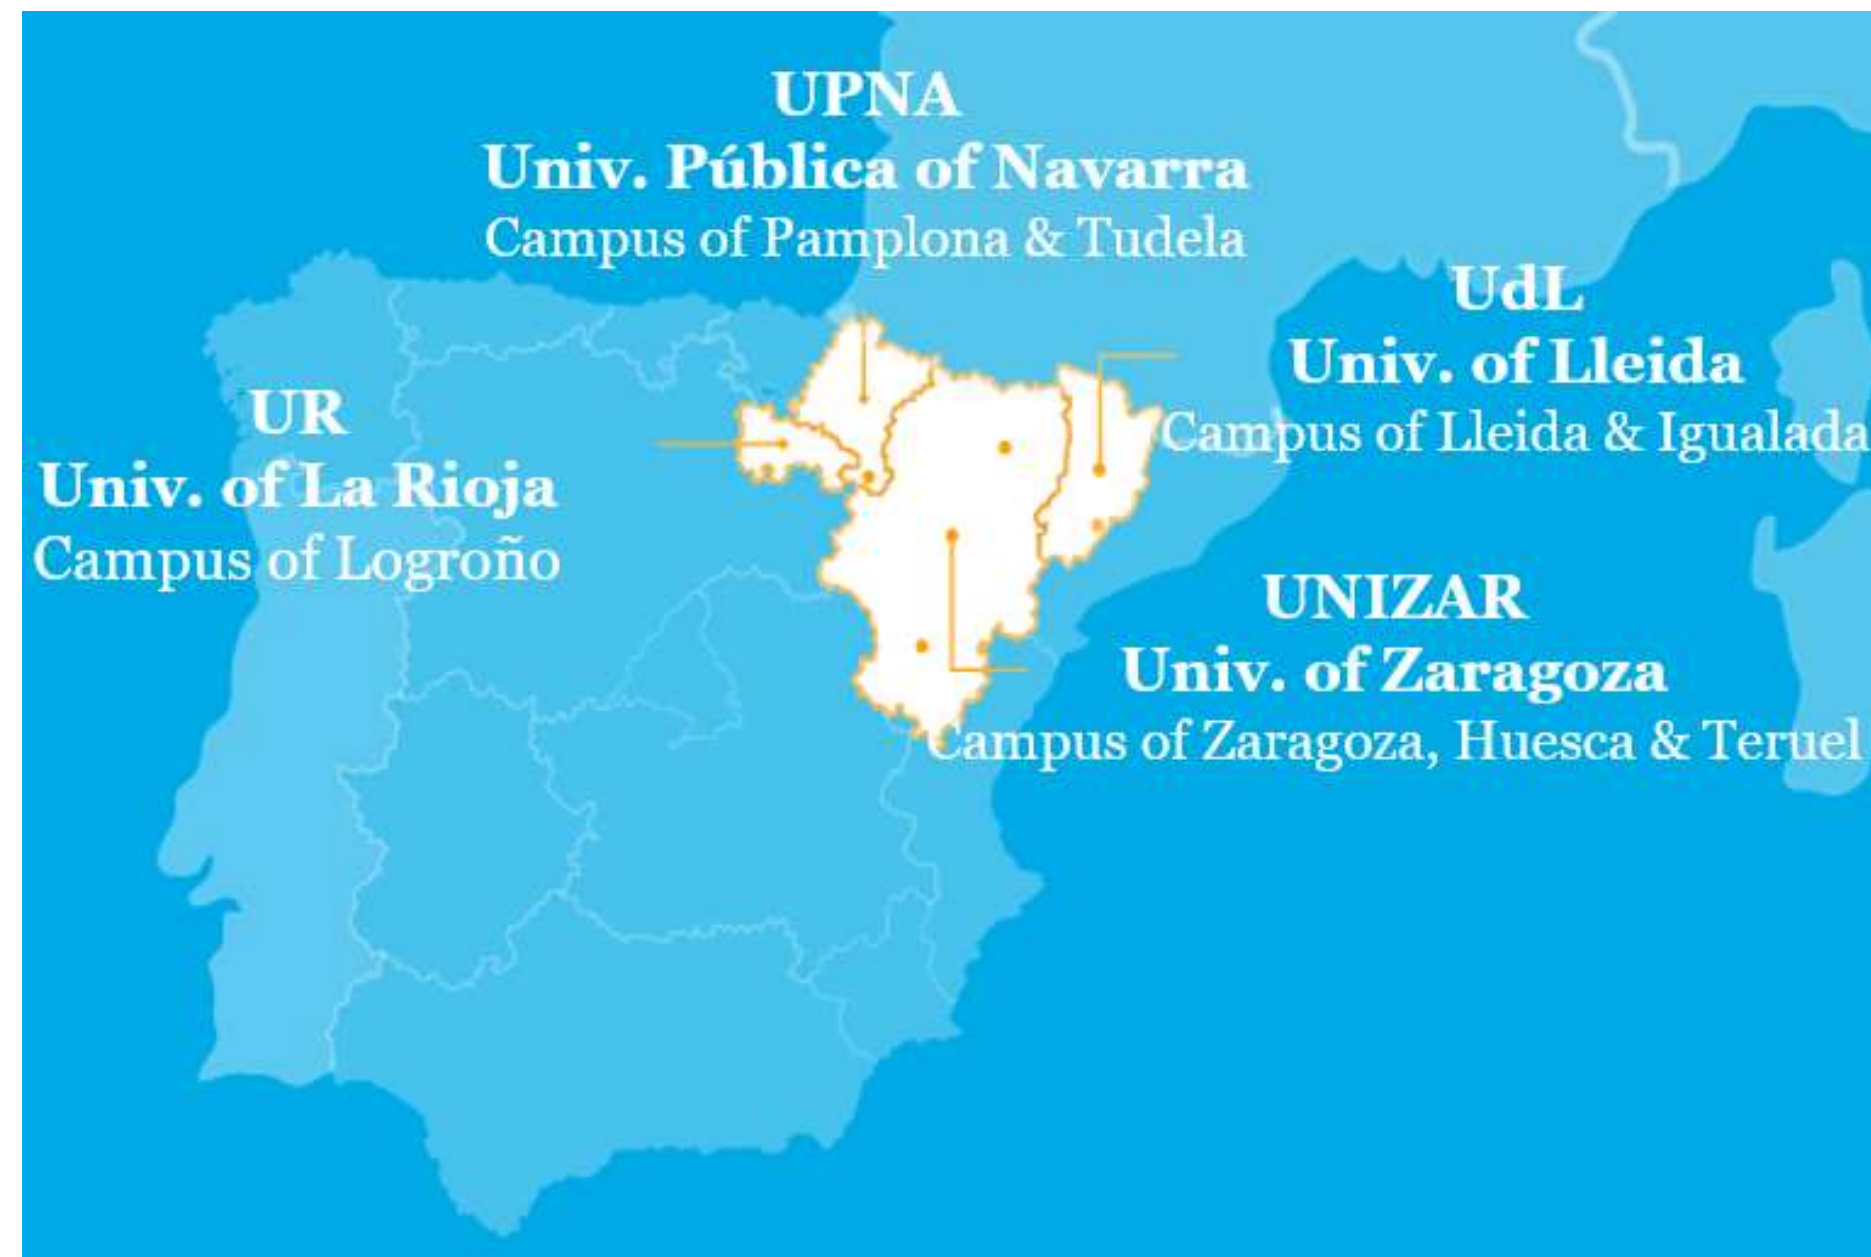 UPNA
Univ. Pública of Navarra
Campus of Pamplona & Tudela
UdL
Univ. of Lleida
Campus of Lleida & Igualada
UR
Univ. of La Rioja
Campus of Logroño
UNIZAR
Univ. of Zaragoza
Campus of Zaragoza, Huesca & Teruel